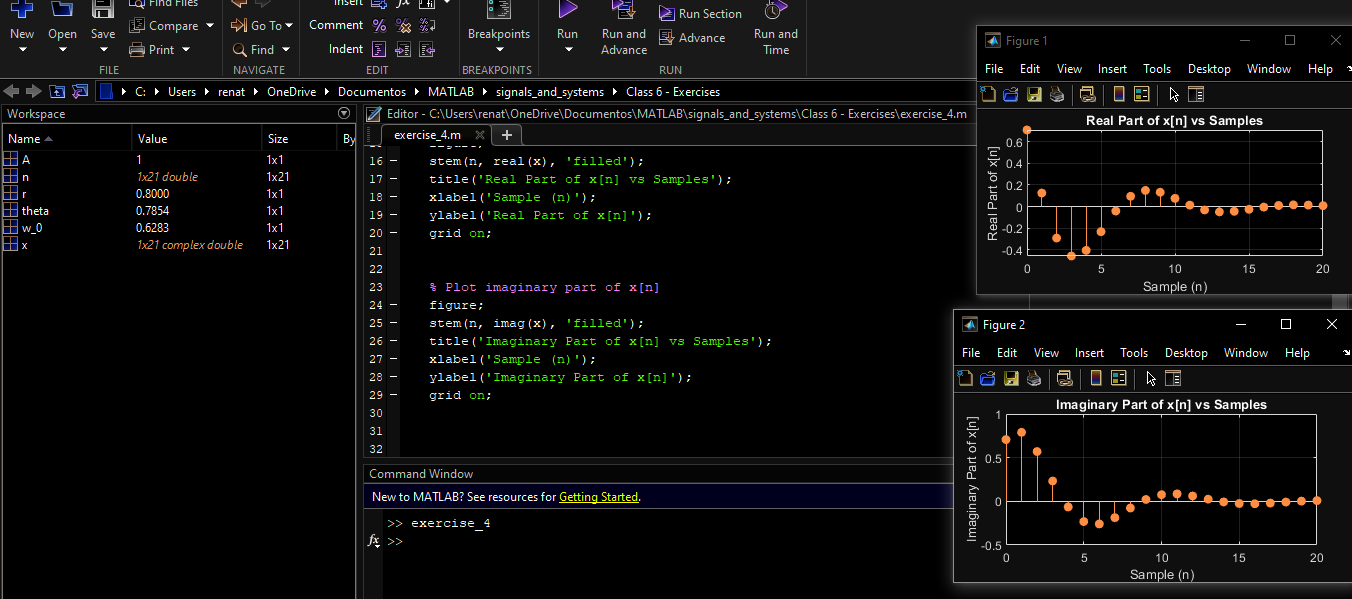 Find Files
Insert
New
Open
Save
Compare
Print
Go To
Find
Comment
Indent
Breakpoints
Run
Run and
Advance
Run Section
Advance
Run and
Time
FILE
NAVIGATE
EDIT
BREAKPOINTS
RUN
C: Users renat OneDrive Documentos MATLAB signals_and_systems Class 6 - Exercises
Workspace
Name Value Size By
A 1 1x1
n 1x21 double 1x21
r 0.8000 1x1
theta 0.7854 1x1
w_0 0.6283 1x1
x 1x21 complex double 1x21
Editor - C:\Users\renat\OneDrive\Documentos\MATLAB\signals_and_systems\Class 6 - Exercises\exercise_4.m
exercise_4.m
16 stem(n, real(x), 'filled');
17 title('Real Part of x[n] vs Samples');
18 xlabel('Sample (n)');
19 ylabel('Real Part of x[n]');
20 grid on;
21
22
23 % Plot imaginary part of x[n]
24 figure;
25 stem(n, imag(x), 'filled');
26 title('Imaginary Part of x[n] vs Samples');
27 xlabel('Sample (n)');
28 ylabel('Imaginary Part of x[n]');
29 grid on;
30
31
32
Command Window
New to MATLAB? See resources for Getting Started.
>> exercise_4
fx >>
Figure 1
File Edit View Insert Tools Desktop Window Help
Real Part of x[n] vs Samples
Real Part of x[n]
0.6
0.4
0.2
0
-0.2
-0.4
0 5 10 15 20
Sample (n)
Figure 2
File Edit View Insert Tools Desktop Window Help
Imaginary Part of x[n] vs Samples
Imaginary Part of x[n]
1
0.5
0
-0.5
0 5 10 15 20
Sample (n)